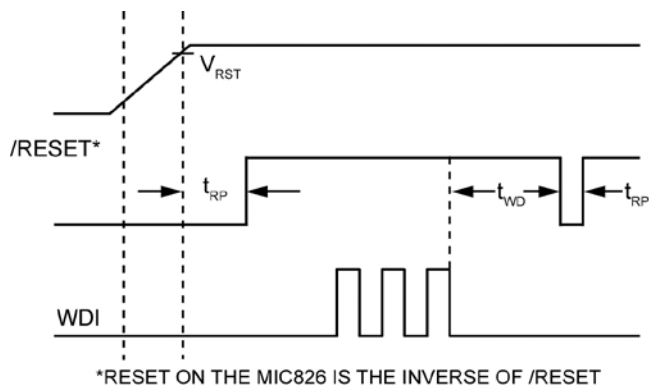 V_RST
/RESET*
t_RP
t_WD
t_RP
WDI
*RESET ON THE MIC826 IS THE INVERSE OF /RESET